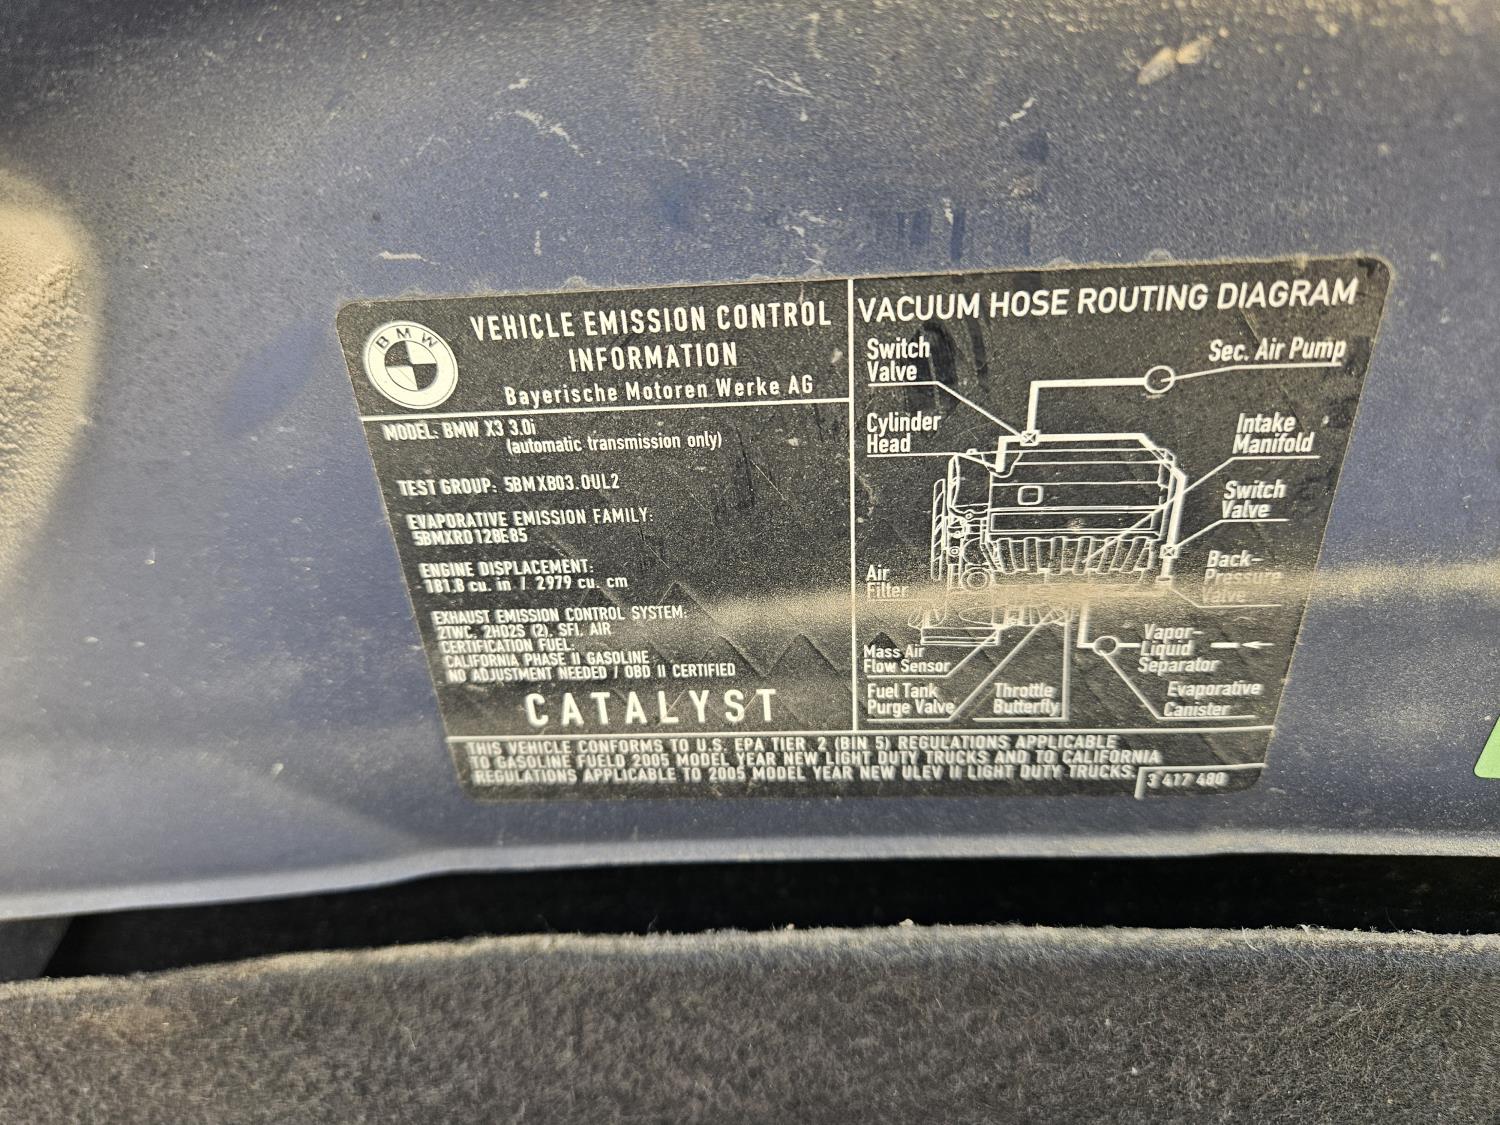 BMW
VEHICLE EMISSION CONTROL
INFORMATION
Bayerische Motoren Werke AG
MODEL: BMW X3 3.0i
(automatic transmission only)
TEST GROUP: 5BMXB03.0UL2
EVAPORATIVE EMISSION FAMILY:
5BMXR0128E85
ENGINE DISPLACEMENT:
181.8 cu. in / 2979 cu. cm
EXHAUST EMISSION CONTROL SYSTEM:
2TWC, 2HO2S (2), SFI, AIR
CERTIFICATION FUEL:
CALIFORNIA PHASE II GASOLINE
NO ADJUSTMENT NEEDED / OBD II CERTIFIED
CATALYST
VACUUM HOSE ROUTING DIAGRAM
Switch
Valve
Sec. Air Pump
Cylinder
Head
Intake
Manifold
Switch
Valve
Air
Filter
Back-
Pressure
Valve
Mass Air
Flow Sensor
Vapor-
Liquid
Separator
Fuel Tank
Purge Valve
Throttle
Butterfly
Evaporative
Canister
THIS VEHICLE CONFORMS TO U.S. EPA TIER 2 (BIN 5) REGULATIONS APPLICABLE
TO GASOLINE FUELD 2005 MODEL YEAR NEW LIGHT DUTY TRUCKS AND TO CALIFORNIA
REGULATIONS APPLICABLE TO 2005 MODEL YEAR NEW ULEV II LIGHT DUTY TRUCKS.
3 417 480